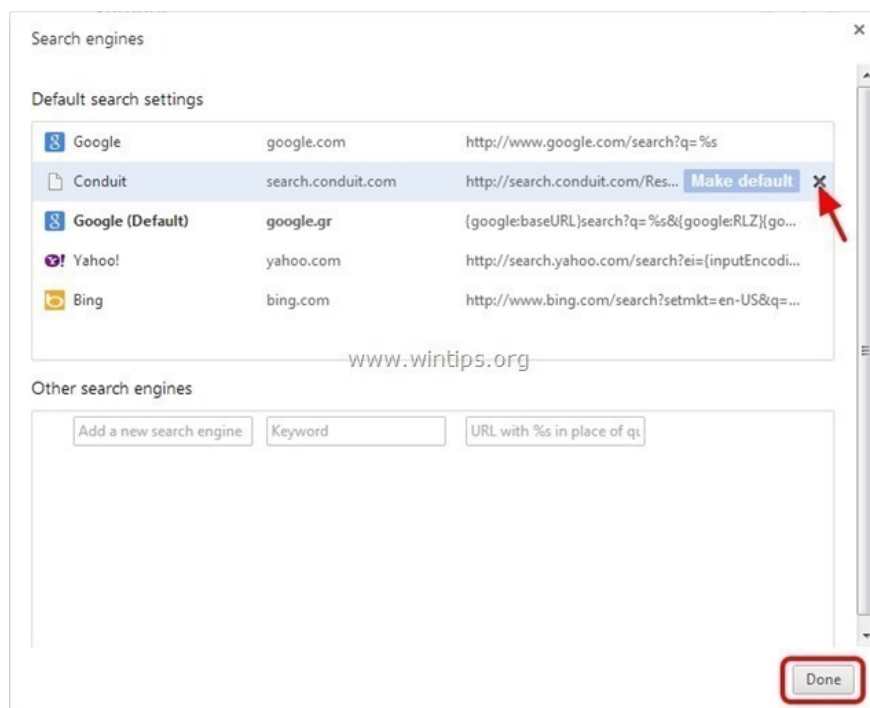 Search engines
Default search settings
Google google.com http://www.google.com/search?q=%s
Conduit search.conduit.com http://search.conduit.com/Res... Make default
Google (Default) google.gr {google:baseURL}search?q=%s&{google:RLZ}{go...
Yahoo! yahoo.com http://search.yahoo.com/search?ei={inputEncodi...
Bing bing.com http://www.bing.com/search?setmkt=en-US&q=...
www.wintips.org
Other search engines
Add a new search engine Keyword URL with %s in place of qu
Done